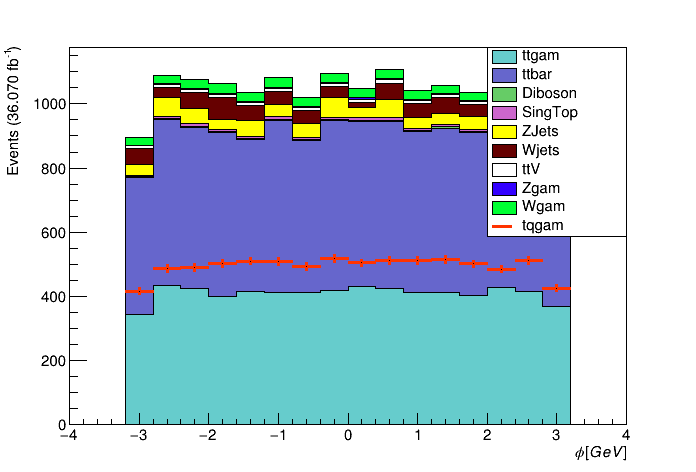 Events (36.070 fb⁻¹)
1000
800
600
400
200
0
ttgam
ttbar
Diboson
SingTop
ZJets
Wjets
ttV
Zgam
Wgam
tqgam
−4 −3 −2 −1 0 1 2 3 4
ϕ[GeV]